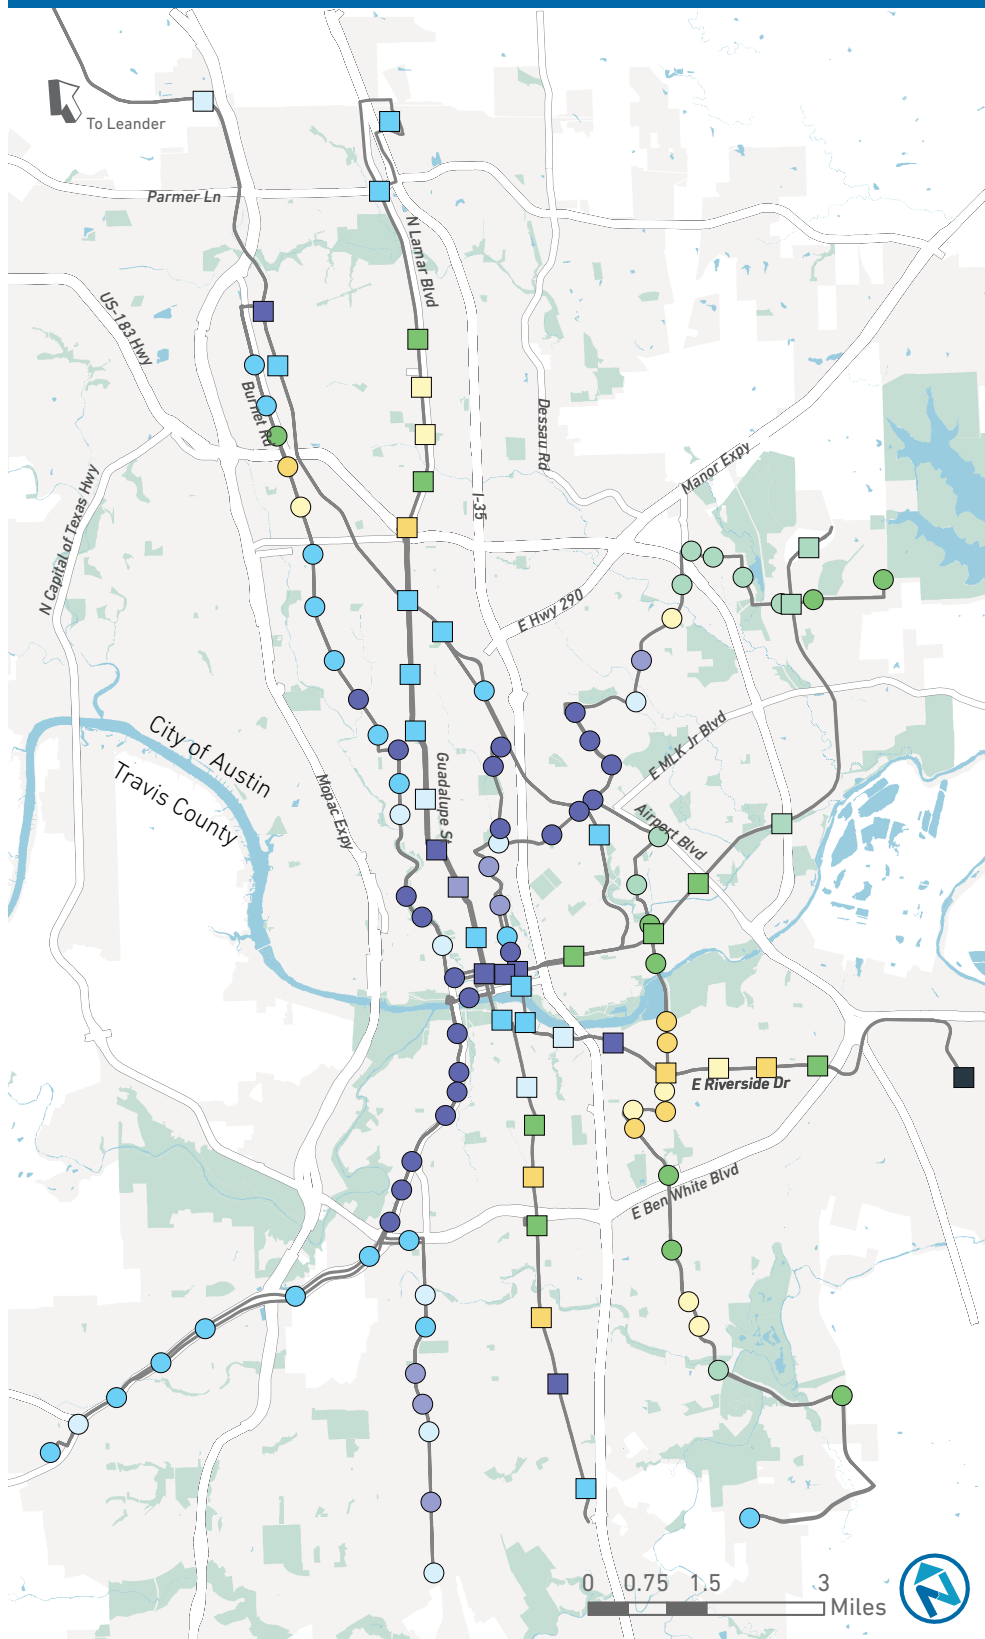 To Leander
Parmer Ln
N Lamar Blvd
US-183 Hwy
Burnet Rd
Dessau Rd
Manor Expy
N Capital of Texas Hwy
I-35
E Hwy 290
City of Austin
Travis County
Mopac Expy
Guadalupe St
E MLK Jr Blvd
Airport Blvd
E Riverside Dr
E Ben White Blvd
0 0.75 1.5 3
Miles